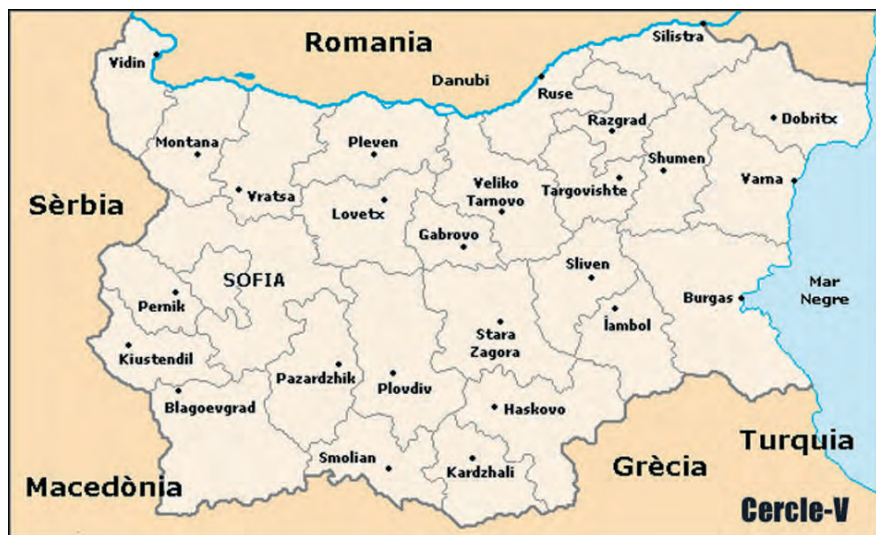 Romania
Silistra
Vidin
Danubi
Ruse
Dobritx
Razgrad
Montana
Pleven
Shumen
Varna
Vratsa
Veliko
Tarnovo
Targovishte
Sèrbia
Lovetx
Gabrovo
Sliven
SOFIA
Pernik
Burgas
Mar
Negre
Stara
Zagora
Îambol
Kiustendil
Pazardzhik
Plovdiv
Blagoevgrad
Haskovo
Turquia
Smolian
Kardzhali
Grècia
Macedònia
Cercle-V